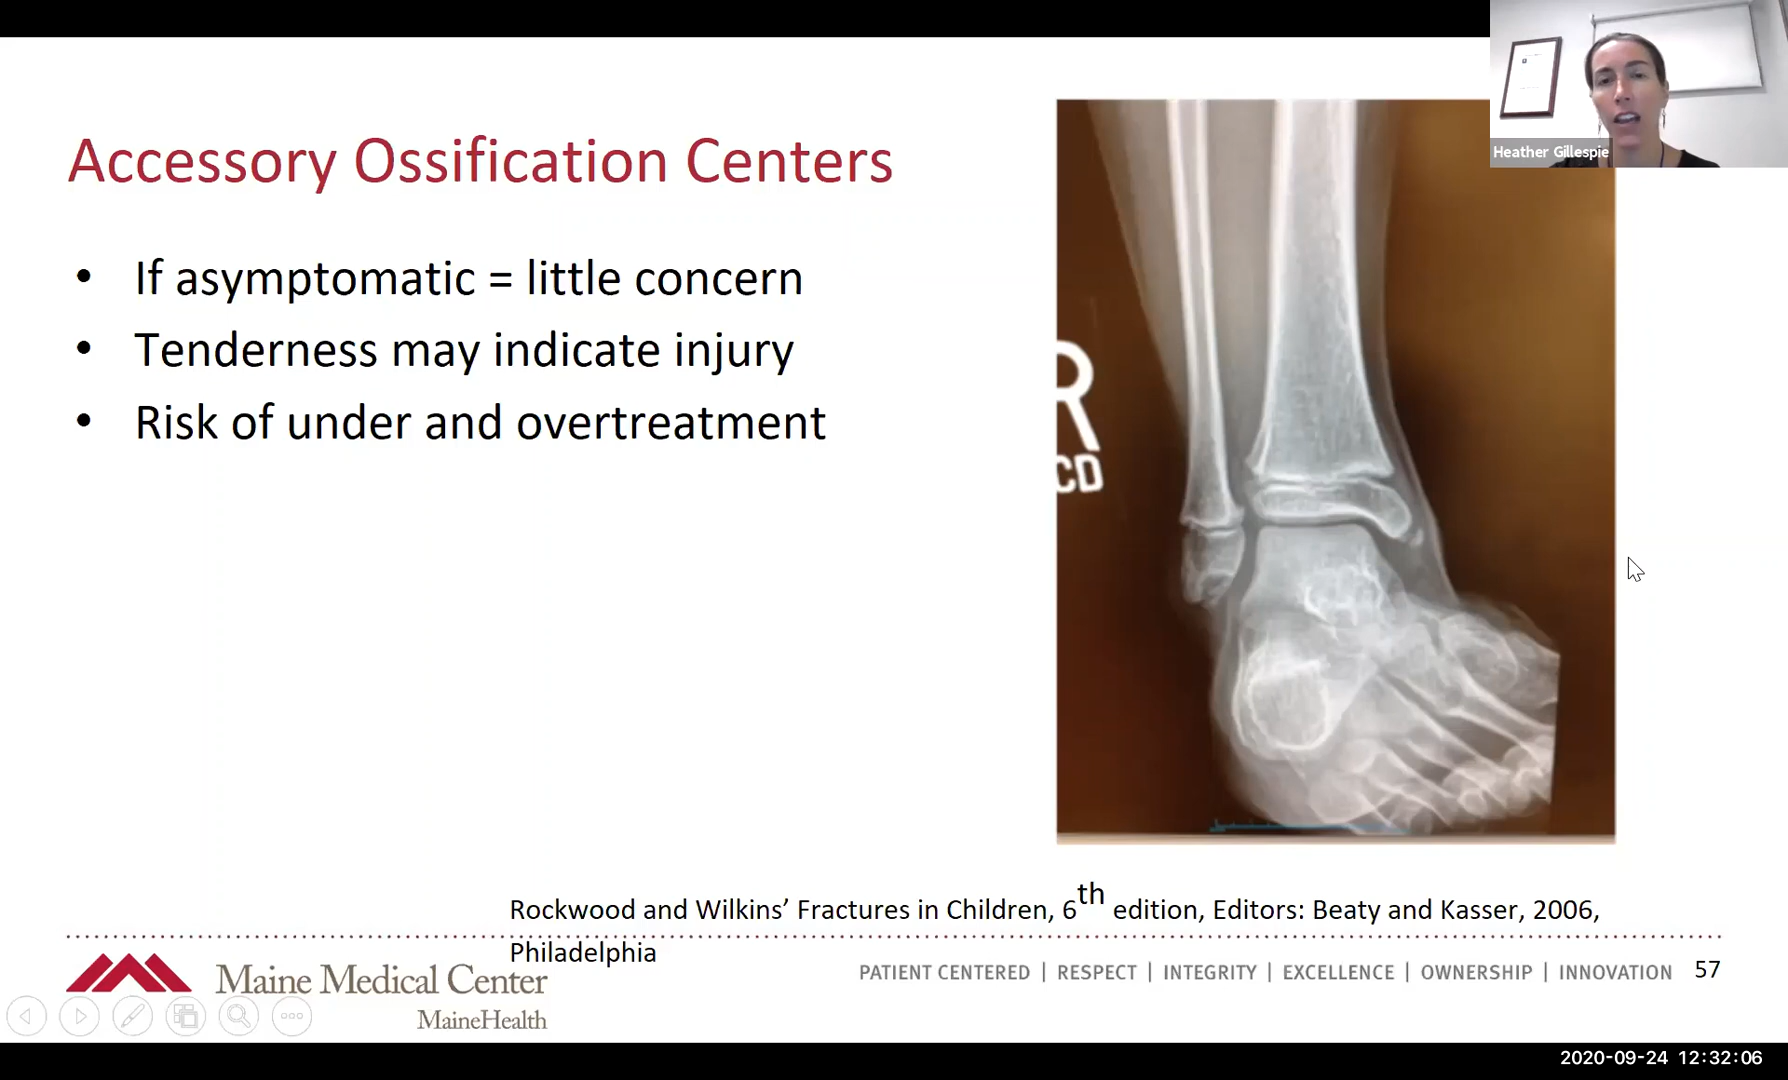 Heather Gillespie
Accessory Ossification Centers
• If asymptomatic = little concern
• Tenderness may indicate injury
• Risk of under and overtreatment
R
CD
Rockwood and Wilkins’ Fractures in Children, 6th edition, Editors: Beaty and Kasser, 2006,
Philadelphia
Maine Medical Center
MaineHealth
PATIENT CENTERED | RESPECT | INTEGRITY | EXCELLENCE | OWNERSHIP | INNOVATION 57
2020-09-24 12:32:06